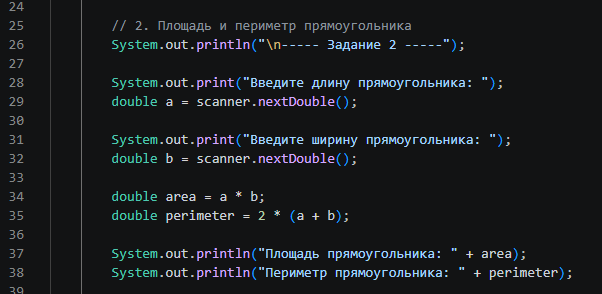 24
25 // 2. Площадь и периметр прямоугольника
26 System.out.println("\n----- Задание 2 -----");
27
28 System.out.print("Введите длину прямоугольника: ");
29 double a = scanner.nextDouble();
30
31 System.out.print("Введите ширину прямоугольника: ");
32 double b = scanner.nextDouble();
33
34 double area = a * b;
35 double perimeter = 2 * (a + b);
36
37 System.out.println("Площадь прямоугольника: " + area);
38 System.out.println("Периметр прямоугольника: " + perimeter);
39